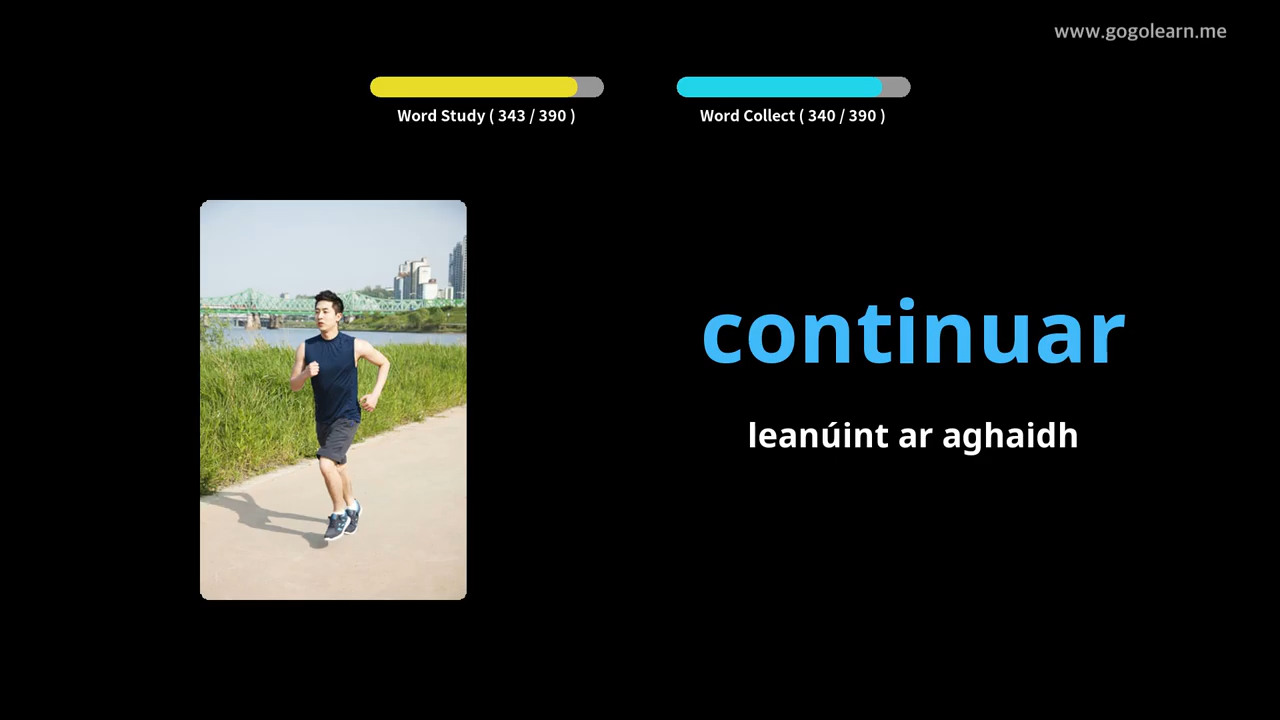 www.gogolearn.me
Word Study ( 343 / 390 )
Word Collect ( 340 / 390 )
continuar
leanúint ar aghaidh